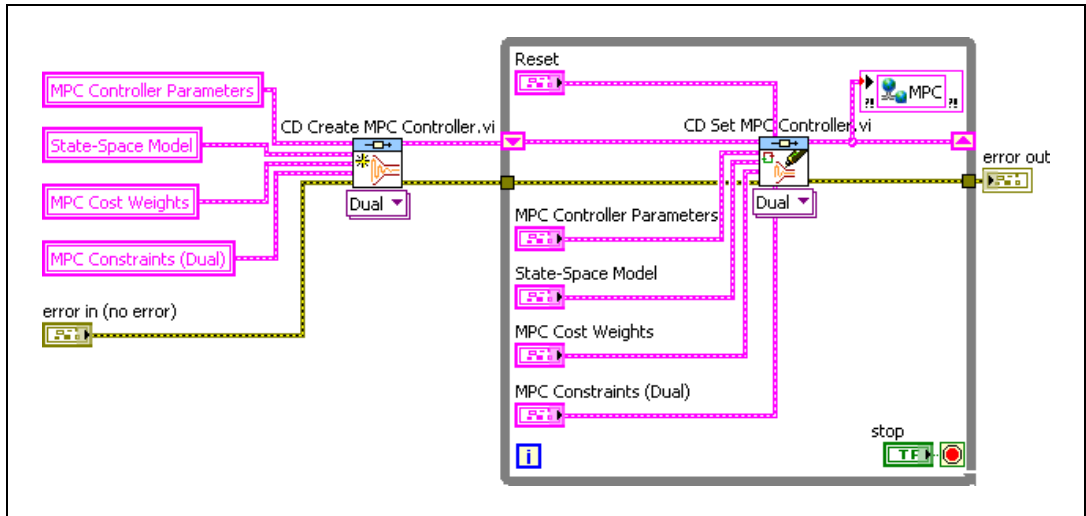 MPC Controller Parameters
State-Space Model
MPC Cost Weights
MPC Constraints (Dual)
error in (no error)
CD Create MPC Controller.vi
Dual
Reset
CD Set MPC Controller.vi
Dual
?!
MPC
?!
MPC Controller Parameters
State-Space Model
MPC Cost Weights
MPC Constraints (Dual)
i
stop
TF
error out